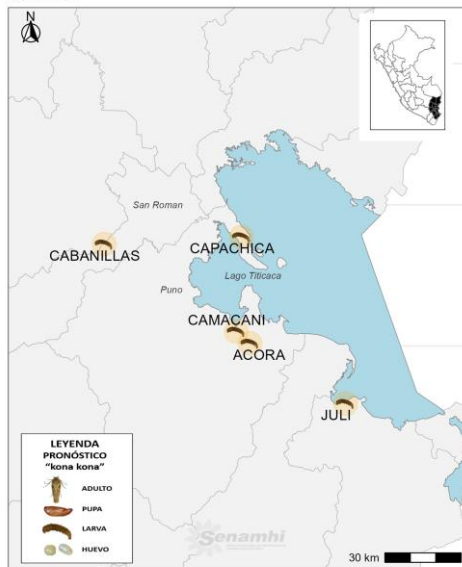 N
San Roman
CABANILLAS
CAPACHICA
Lago Titicaca
Puno
CAMACANI
ACORA
JULI
LEYENDA
PRONÓSTICO
"kona kona"
ADULTO
PUPA
LARVA
HUEVO
Senamhi
30 km